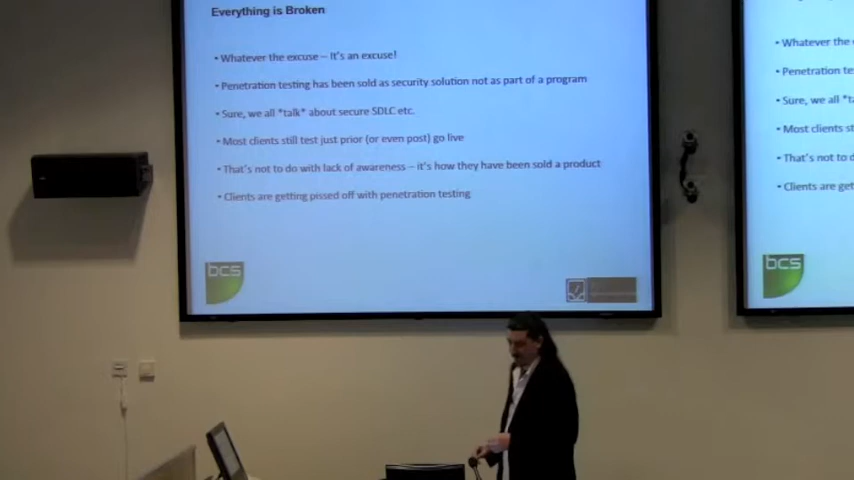 Everything is Broken
• Whatever the excuse – It's an excuse!
• Penetration testing has been sold as security solution not as part of a program
• Sure, we all *talk* about secure SDLC etc.
• Most clients still test just prior (or even post) go live
• That's not to do with lack of awareness – it's how they have been sold a product
• Clients are getting pissed off with penetration testing
bcs
• Whatever the
• Penetration te
• Sure, we all *ta
• Most clients st
• That's not to d
• Clients are get
bcs